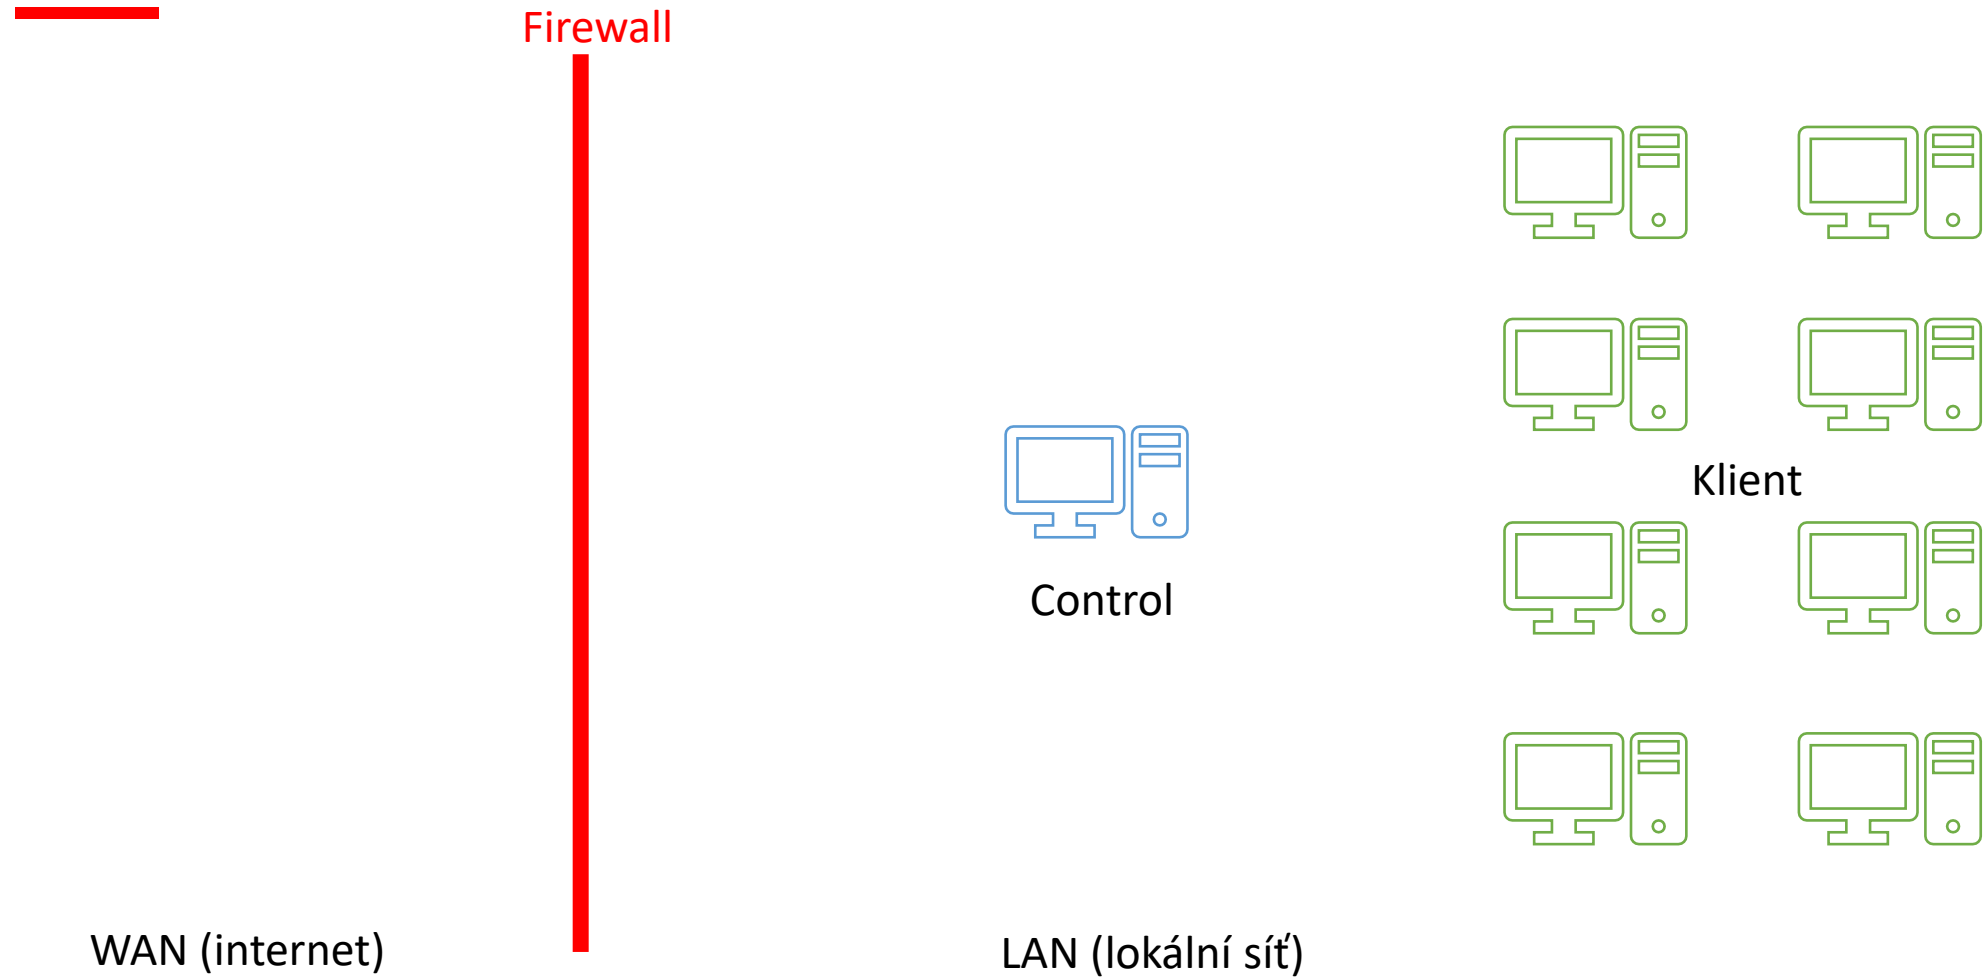 Firewall
Klient
Control
WAN (internet)
LAN (lokální síť)